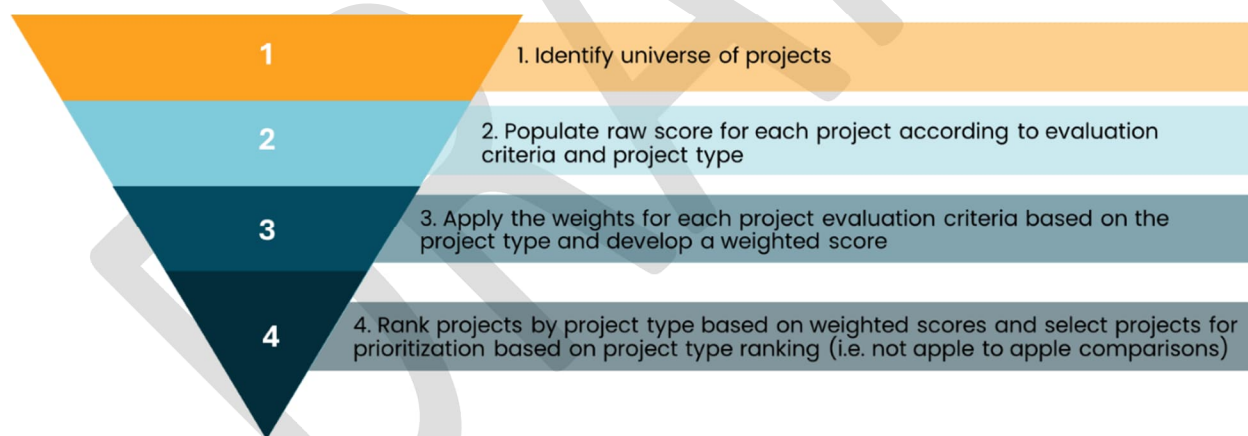 1
1. Identify universe of projects
2
2. Populate raw score for each project according to evaluation
criteria and project type
3
3. Apply the weights for each project evaluation criteria based on the
project type and develop a weighted score
4
4. Rank projects by project type based on weighted scores and select projects for
prioritization based on project type ranking (i.e. not apple to apple comparisons)